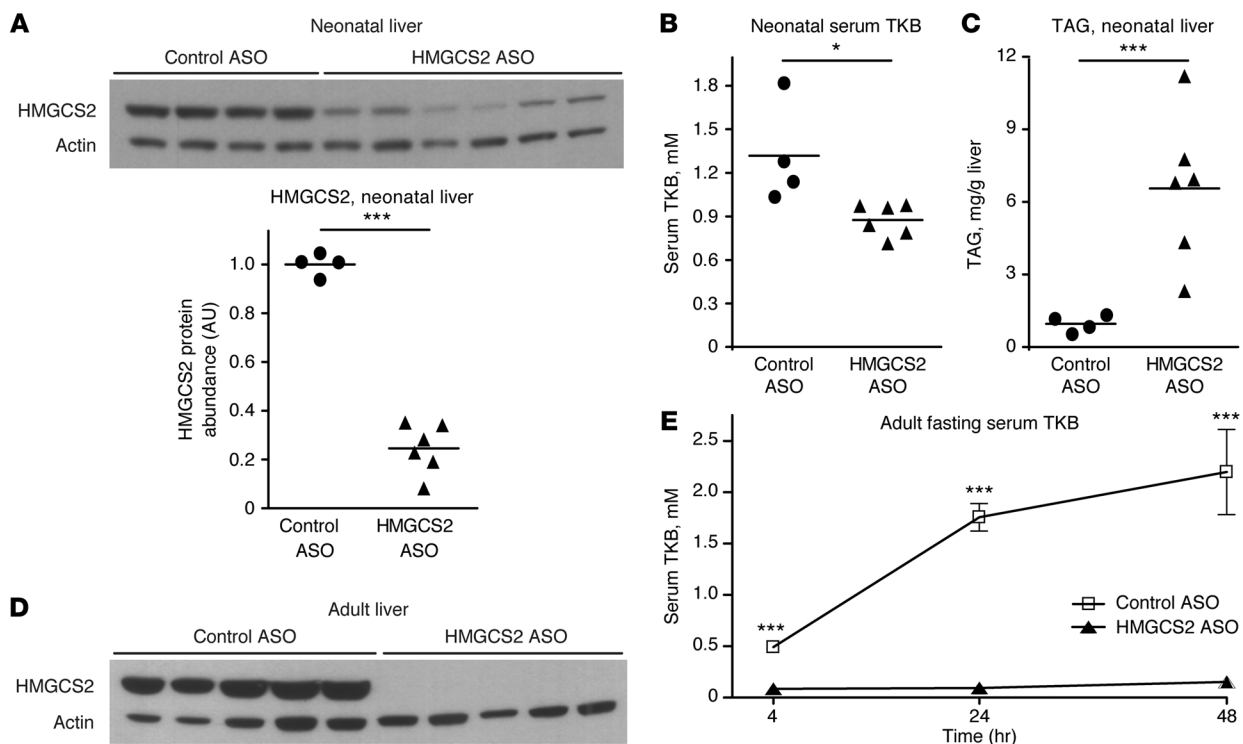 A
Neonatal liver
Control ASO
HMGCS2 ASO
HMGCS2
Actin
HMGCS2, neonatal liver
***
HMGCS2 protein
abundance (AU)
1.0
0.8
0.6
0.4
0.2
0
Control
ASO
HMGCS2
ASO
B
Neonatal serum TKB
*
Serum TKB, mM
1.8
1.5
1.2
0.9
0.6
0.3
0
Control
ASO
HMGCS2
ASO
C
TAG, neonatal liver
***
TAG, mg/g liver
12
9
6
3
0
Control
ASO
HMGCS2
ASO
D
Adult liver
Control ASO
HMGCS2 ASO
HMGCS2
Actin
E
Adult fasting serum TKB
Serum TKB, mM
2.5
2.0
1.5
1.0
0.5
0
***
***
***
Control ASO
HMGCS2 ASO
4
24
48
Time (hr)